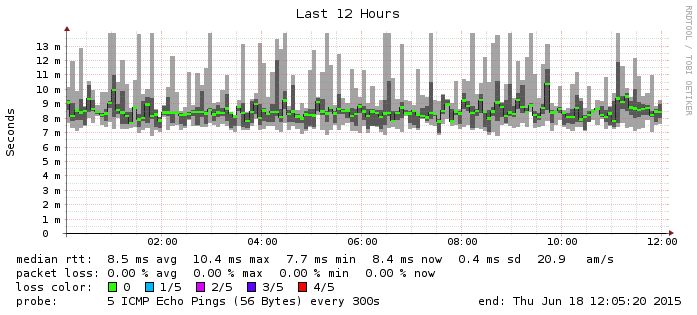 Last 12 Hours
RRDTOOL / TOBI OETIKER
Seconds
13 m
12 m
11 m
10 m
9 m
8 m
7 m
6 m
5 m
4 m
3 m
2 m
1 m
0
02:00 04:00 06:00 08:00 10:00 12:00
median rtt: 8.5 ms avg 10.4 ms max 7.7 ms min 8.4 ms now 0.4 ms sd 20.9 am/s
packet loss: 0.00 % avg 0.00 % max 0.00 % min 0.00 % now
loss color: 0 1/5 2/5 3/5 4/5
probe: 5 ICMP Echo Pings (56 Bytes) every 300s end: Thu Jun 18 12:05:20 2015